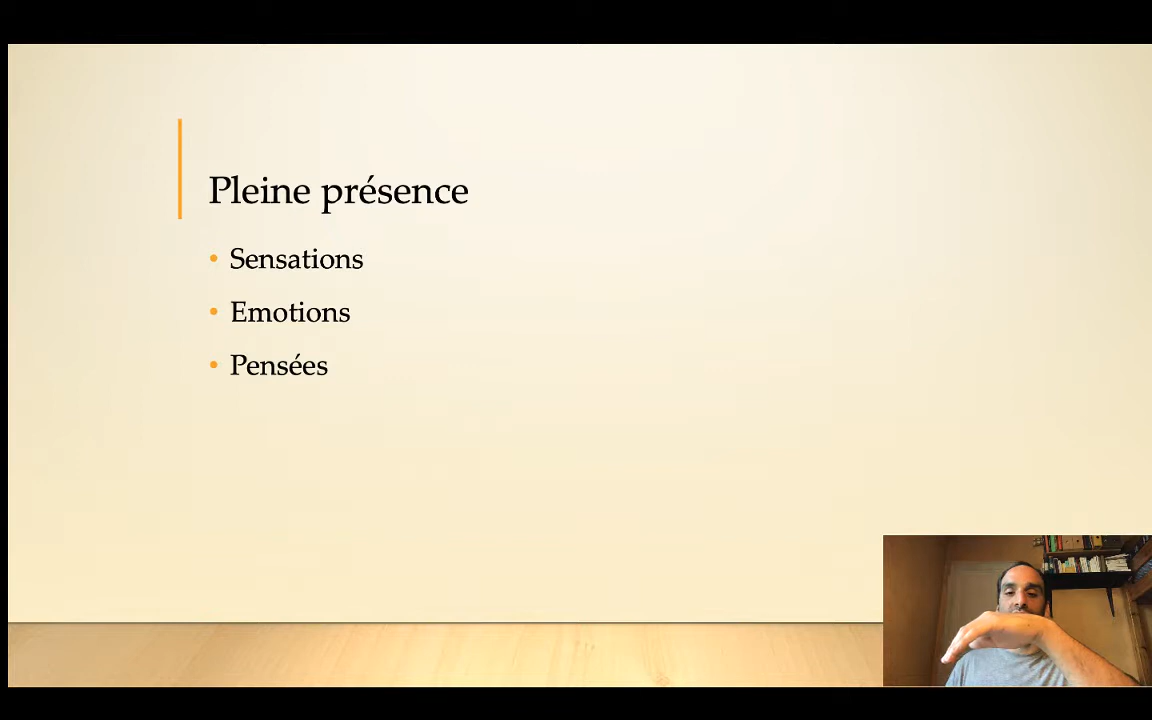 Pleine présence
• Sensations
• Emotions
• Pensées